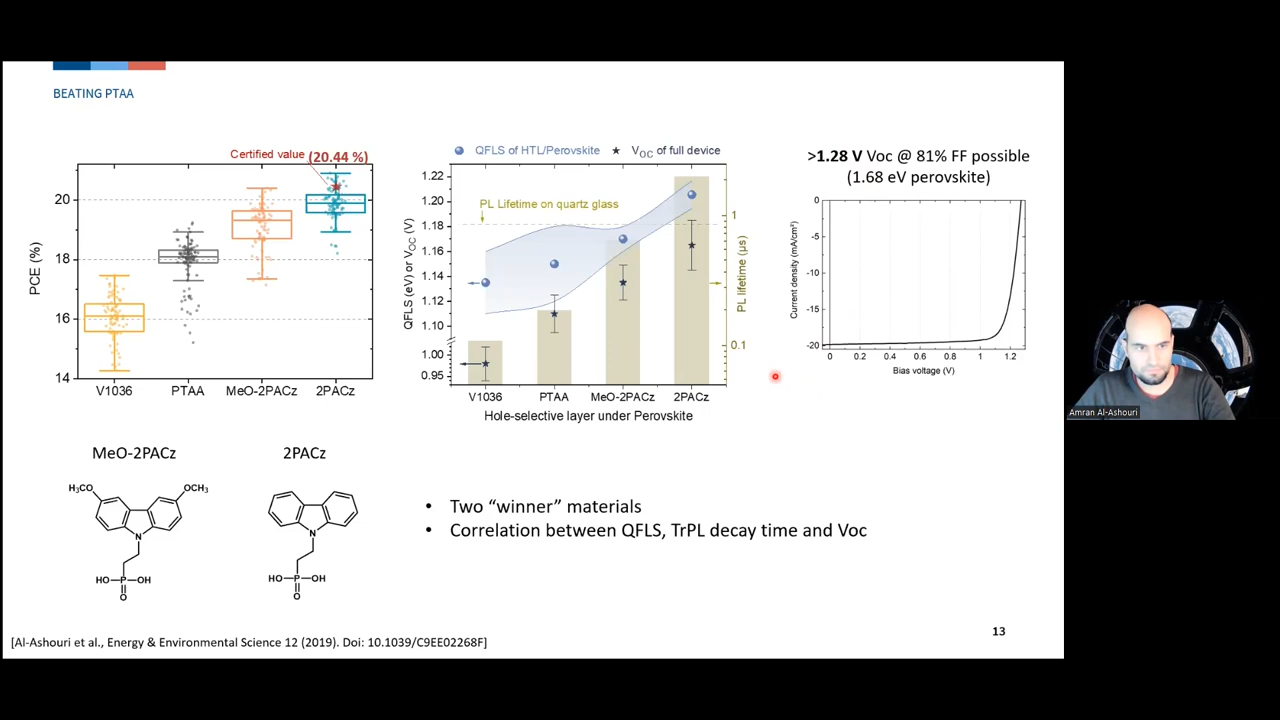 BEATING PTAA
Certified value (20.44 %)
PCE (%)
20
18
16
14
V1036
PTAA
MeO-2PACz
2PACz
QFLS of HTL/Perovskite
VOC of full device
PL Lifetime on quartz glass
QFLS (eV) or VOC (V)
1.22
1.20
1.18
1.16
1.14
1.12
1.10
1.00
0.95
1
0.1
PL lifetime (µs)
V1036
PTAA
MeO-2PACz
2PACz
Hole-selective layer under Perovskite
>1.28 V Voc @ 81% FF possible
(1.68 eV perovskite)
Current density (mA/cm²)
0
-5
-10
-15
-20
0
0.2
0.4
0.6
0.8
1
1.2
Bias voltage (V)
Amran Al-Ashouri
MeO-2PACz
H₃CO
OCH₃
N
HO
P
OH
O
2PACz
N
HO
P
OH
O
• Two “winner” materials
• Correlation between QFLS, TrPL decay time and Voc
13
[Al-Ashouri et al., Energy & Environmental Science 12 (2019). Doi: 10.1039/C9EE02268F]